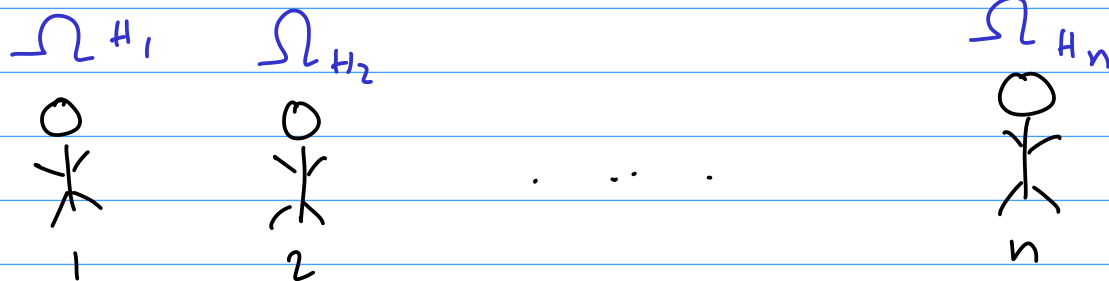 Ω H₁ Ω H₂ Ω Hₙ
1 2 . . . . n